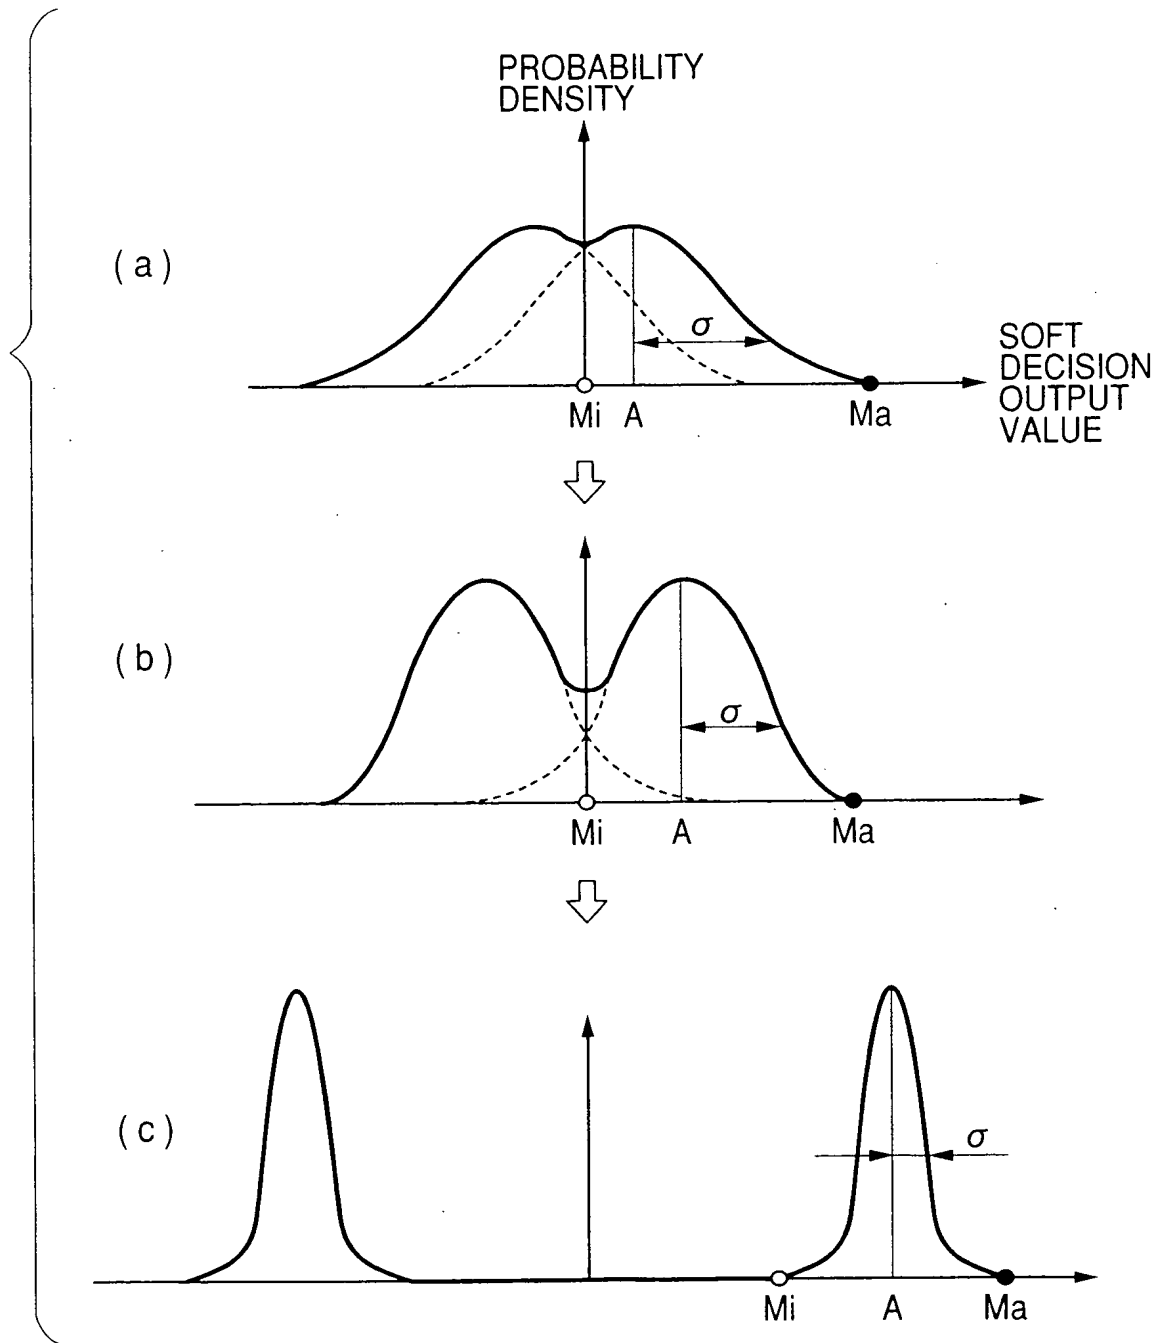 PROBABILITY
DENSITY
(a)
σ
SOFT
DECISION
OUTPUT
VALUE
Mi A Ma
(b)
σ
Mi A Ma
(c)
σ
Mi A Ma